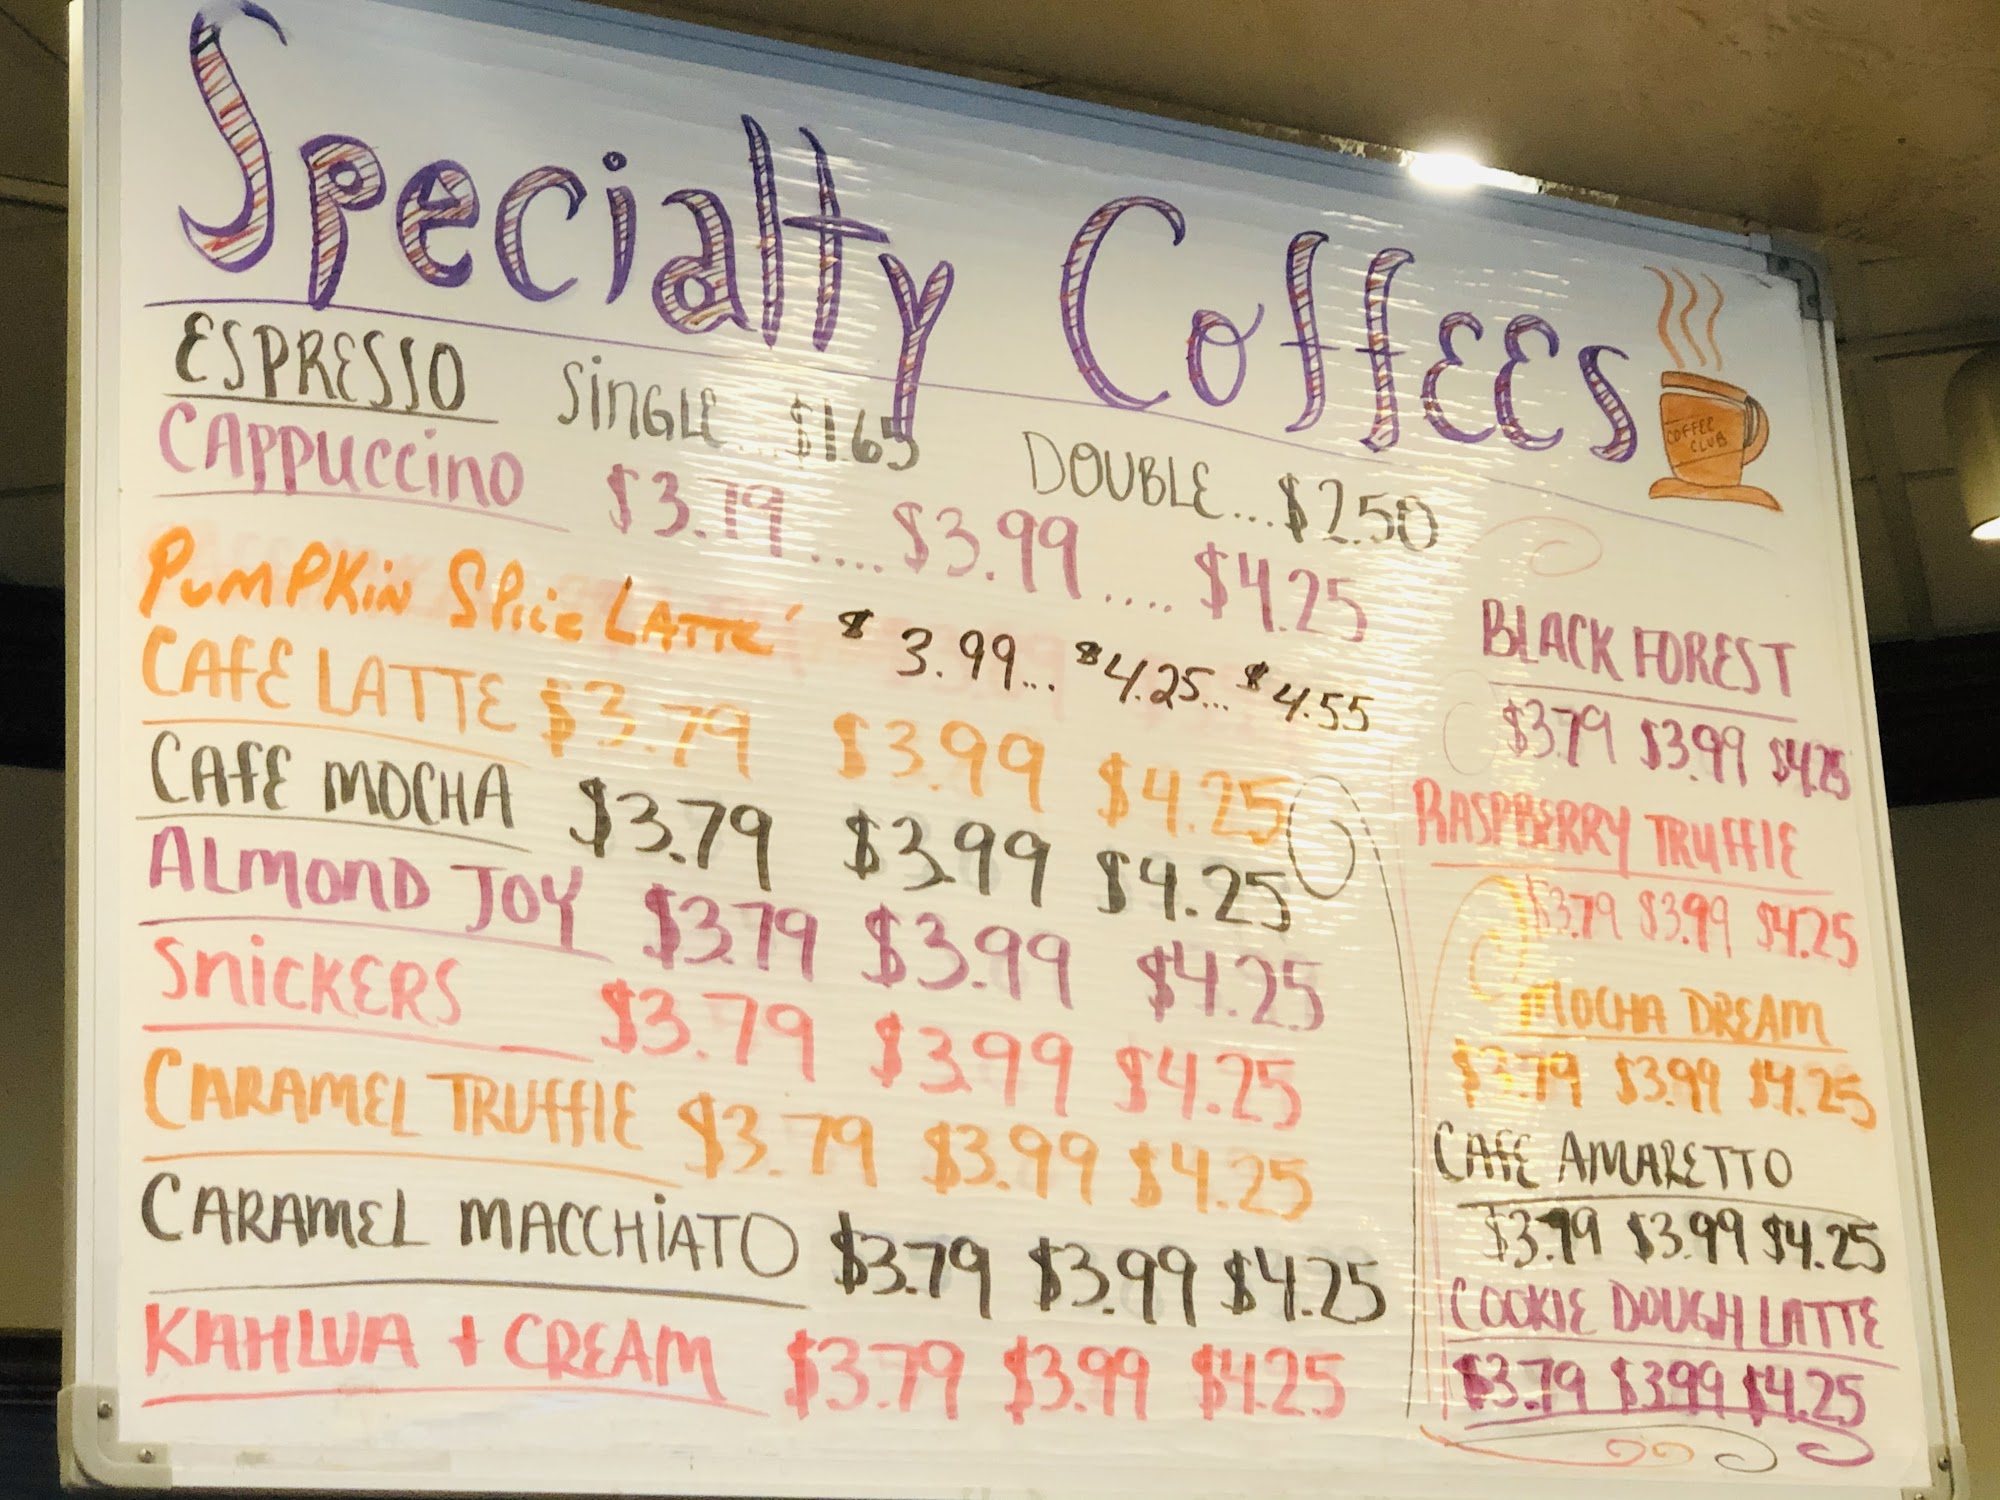 Specialty Coffees
COFFEE
CLUB
ESPRESSO SINGLE... $1.65 DOUBLE... $2.50
CAPPUCCINO $3.79.... $3.99.... $4.25
PUMPKIN SPICE LATTE $3.99... $4.25... $4.55
CAFE LATTE $3.79 $3.99 $4.25
CAFE MOCHA $3.79 $3.99 $4.25
ALMOND JOY $3.79 $3.99 $4.25
SNICKERS $3.79 $3.99 $4.25
CARAMEL TRUFFLE $3.79 $3.99 $4.25
CARAMEL MACCHIATO $3.79 $3.99 $4.25
KAHLUA + CREAM $3.79 $3.99 $4.25
BLACK FOREST
$3.79 $3.99 $4.25
RASPBERRY TRUFFLE
$3.79 $3.99 $4.25
MOCHA DREAM
$3.79 $3.99 $4.25
CAFE AMARETTO
$3.79 $3.99 $4.25
COOKIE DOUGH LATTE
$3.79 $3.99 $4.25